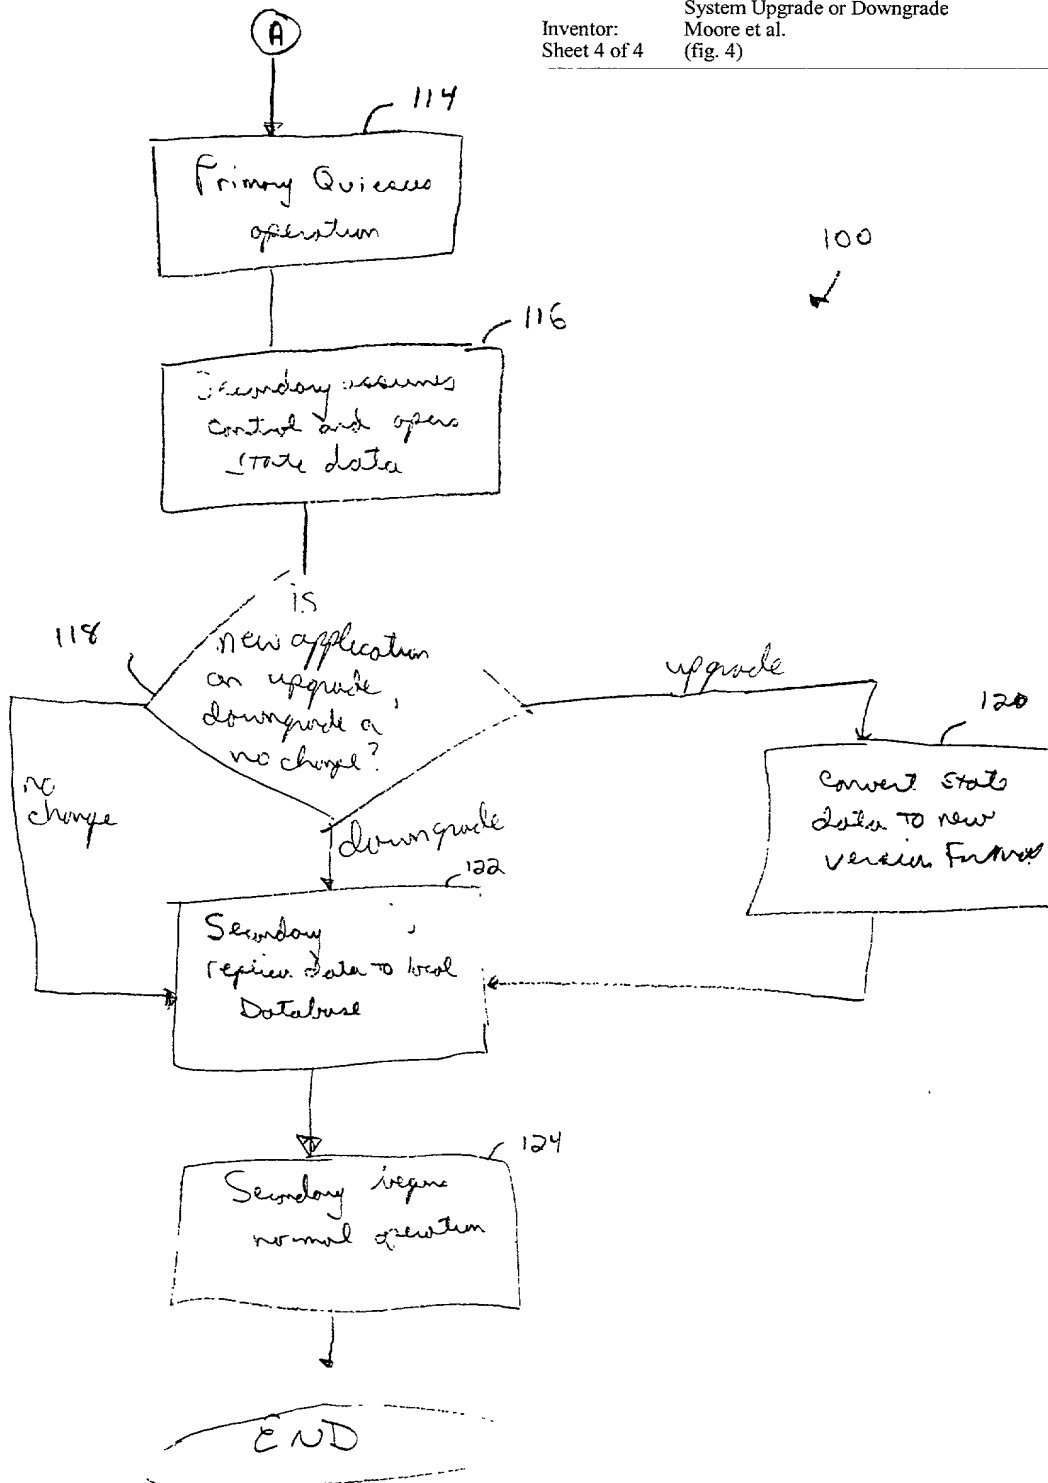 System Upgrade or Downgrade
Inventor: Moore et al.
Sheet 4 of 4 (fig. 4)
A
114
Primary Quiesces
operation
100
116
Secondary assumes
control and opens
state data
118
is
new application
an upgrade,
downgrade or
no change?
upgrade
120
no
change
convert state
data to new
version Format
downgrade
122
Secondary
data to local
Database
124
Secondary begins
normal operation
END